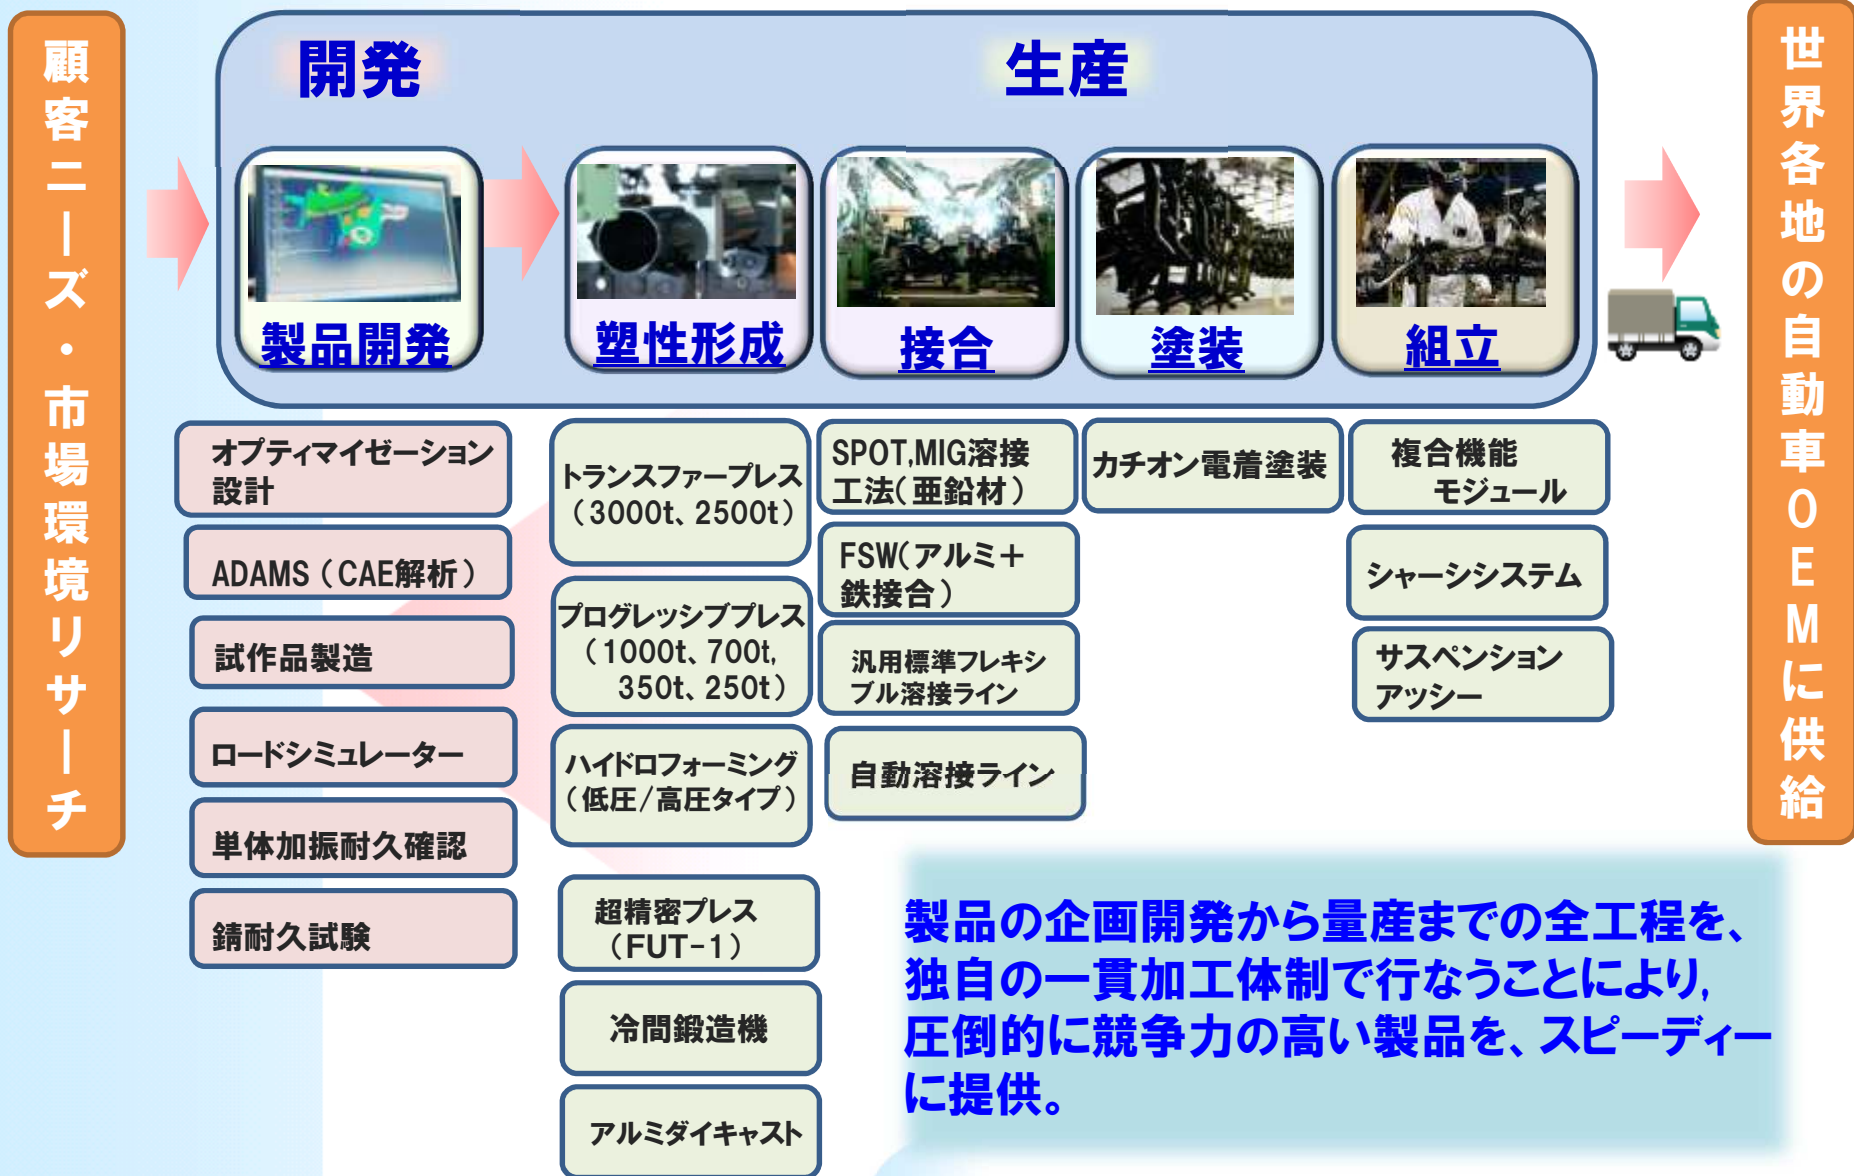 顧客ニーズ・市場環境リサーチ
開発
生産
製品開発
塑性形成
接合
塗装
組立
世界各地の自動車OEMに供給
オプティマイゼーション
設計
ADAMS（CAE解析）
試作品製造
ロードシミュレーター
単体加振耐久確認
錆耐久試験
トランスファープレス
（3000t、2500t）
プログレッシブプレス
（1000t、700t,
350t、250t）
ハイドロフォーミング
（低圧/高圧タイプ）
超精密プレス
（FUT-1）
冷間鍛造機
アルミダイキャスト
SPOT,MIG溶接
工法(亜鉛材）
FSW(アルミ＋
鉄接合）
汎用標準フレキシ
ブル溶接ライン
自動溶接ライン
カチオン電着塗装
複合機能
モジュール
シャーシシステム
サスペンション
アッシー
製品の企画開発から量産までの全工程を、
独自の一貫加工体制で行なうことにより,
圧倒的に競争力の高い製品を、スピーディー
に提供。